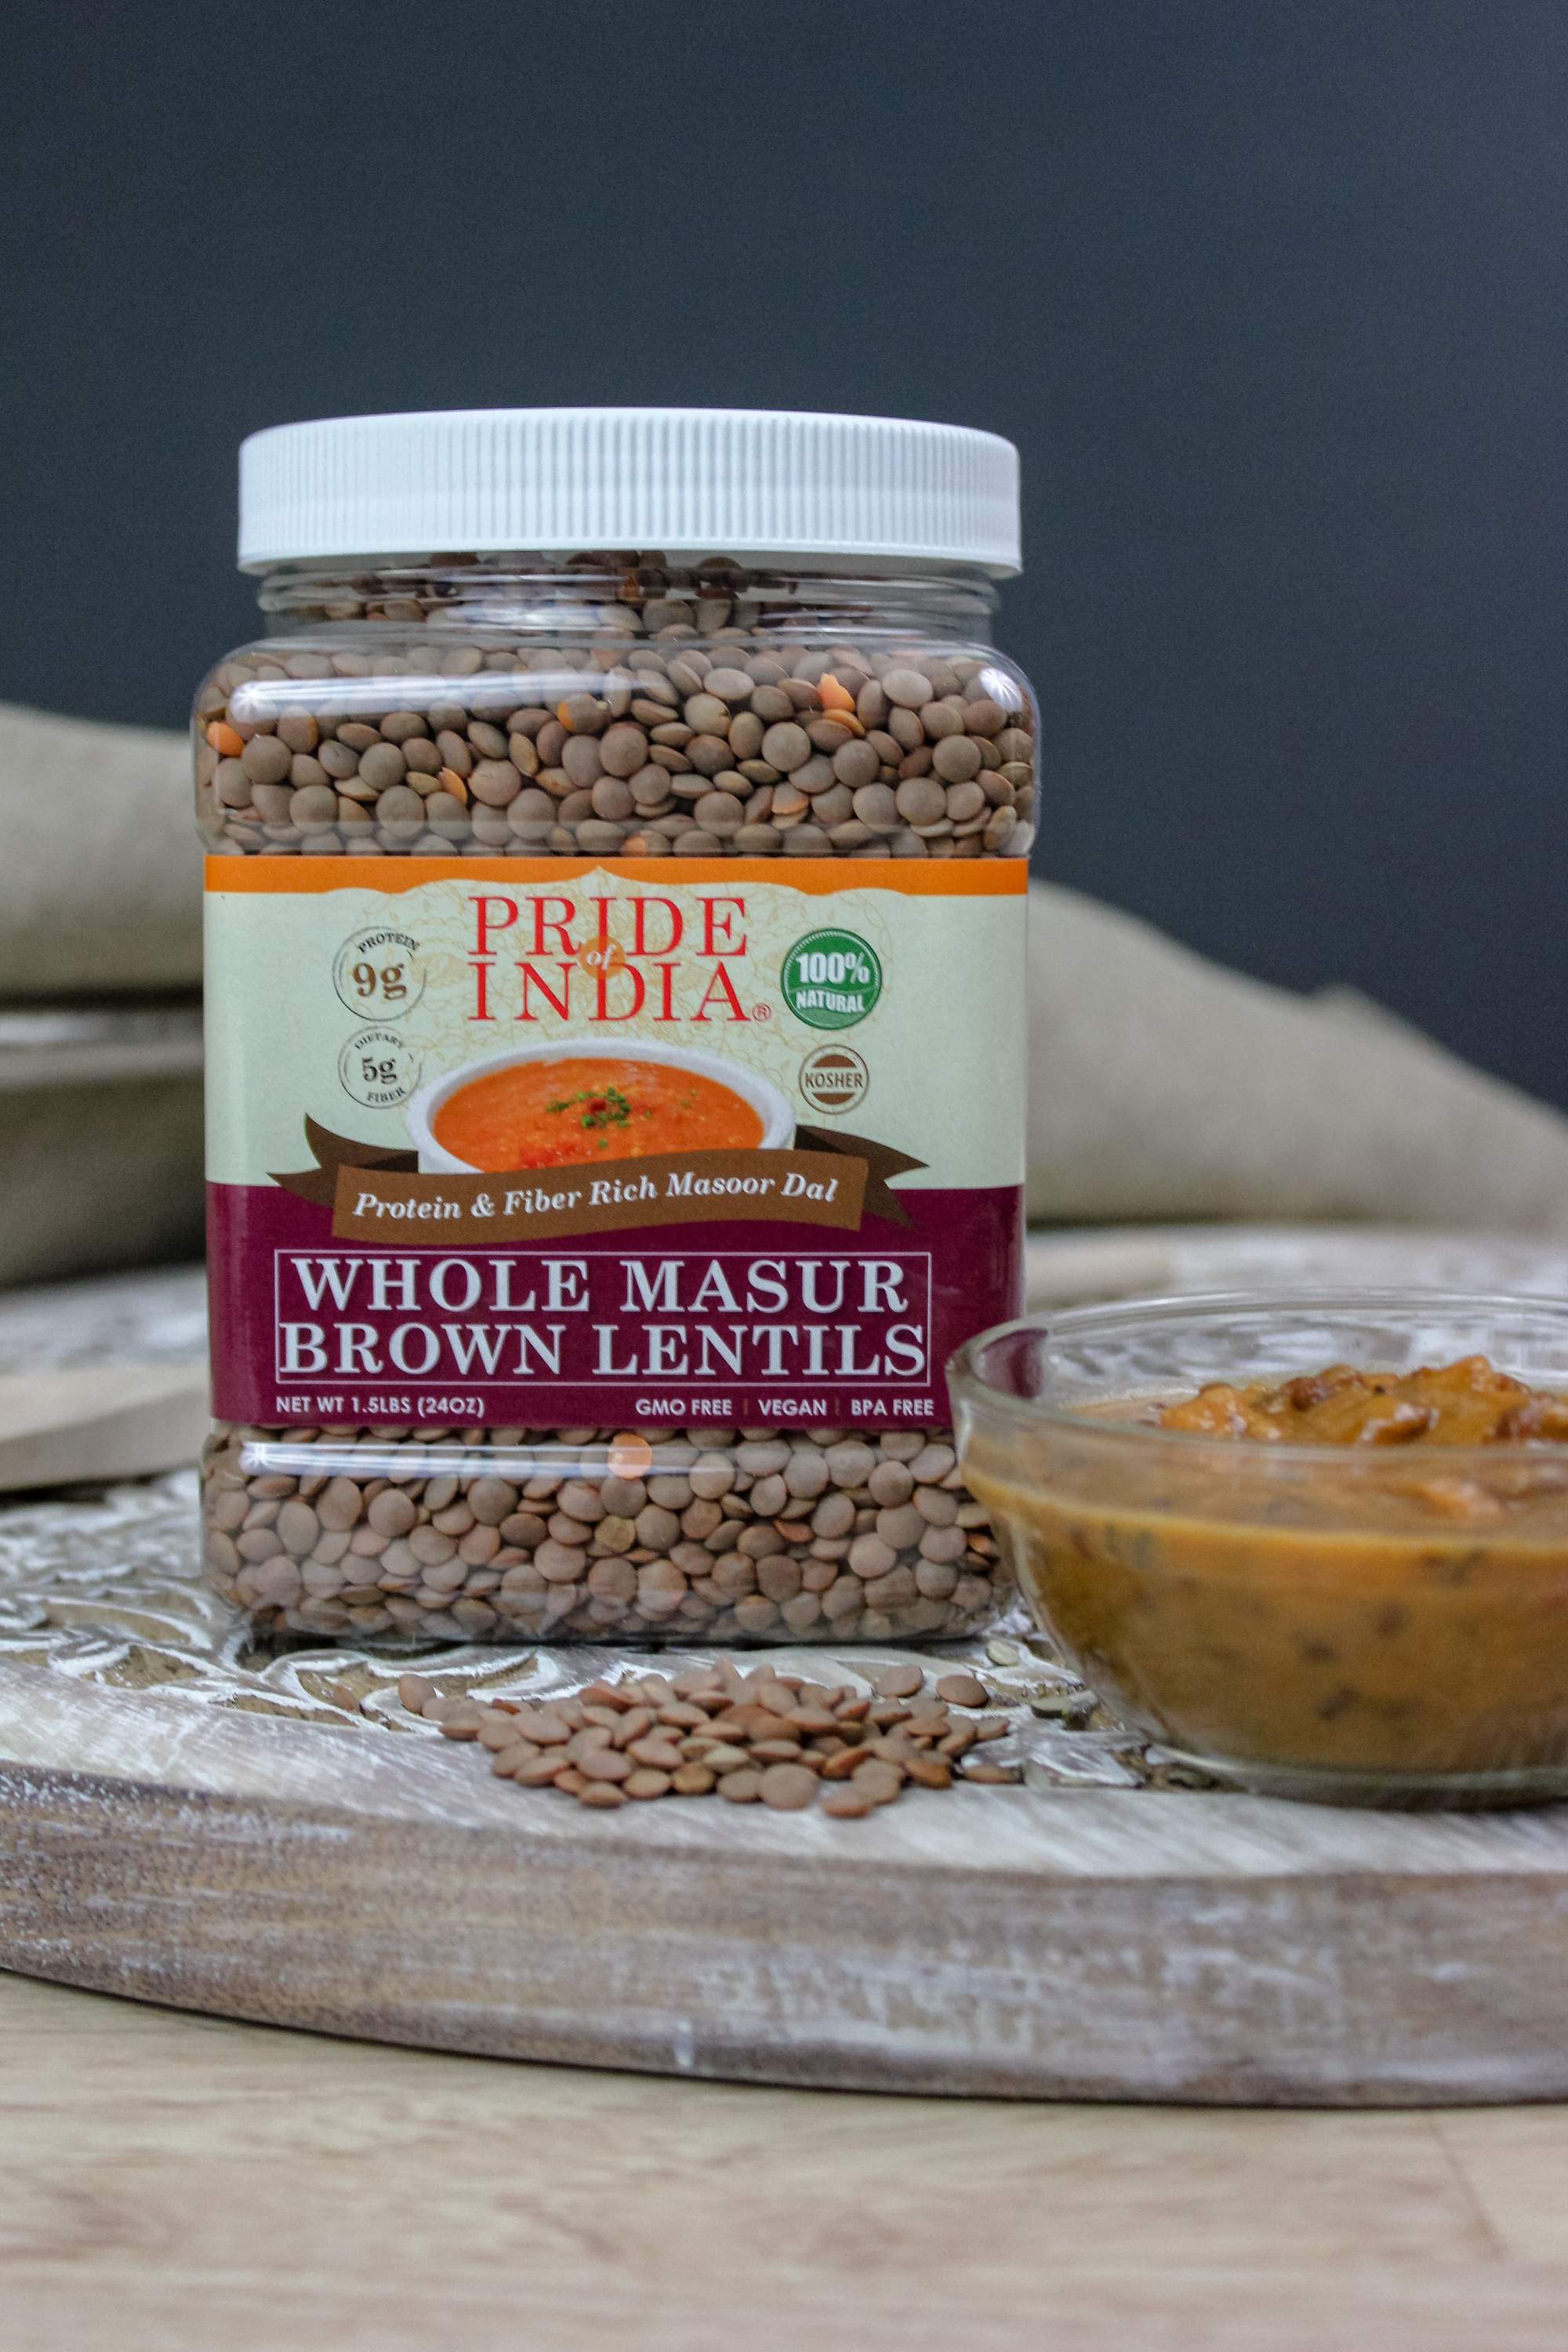 PRIDE
of
INDIA®
PROTEIN
9g
DIETARY
5g
FIBER
100%
NATURAL
KOSHER
Protein & Fiber Rich Masoor Dal
WHOLE MASUR
BROWN LENTILS
NET WT 1.5LBS (24OZ)
GMO FREE | VEGAN | BPA FREE